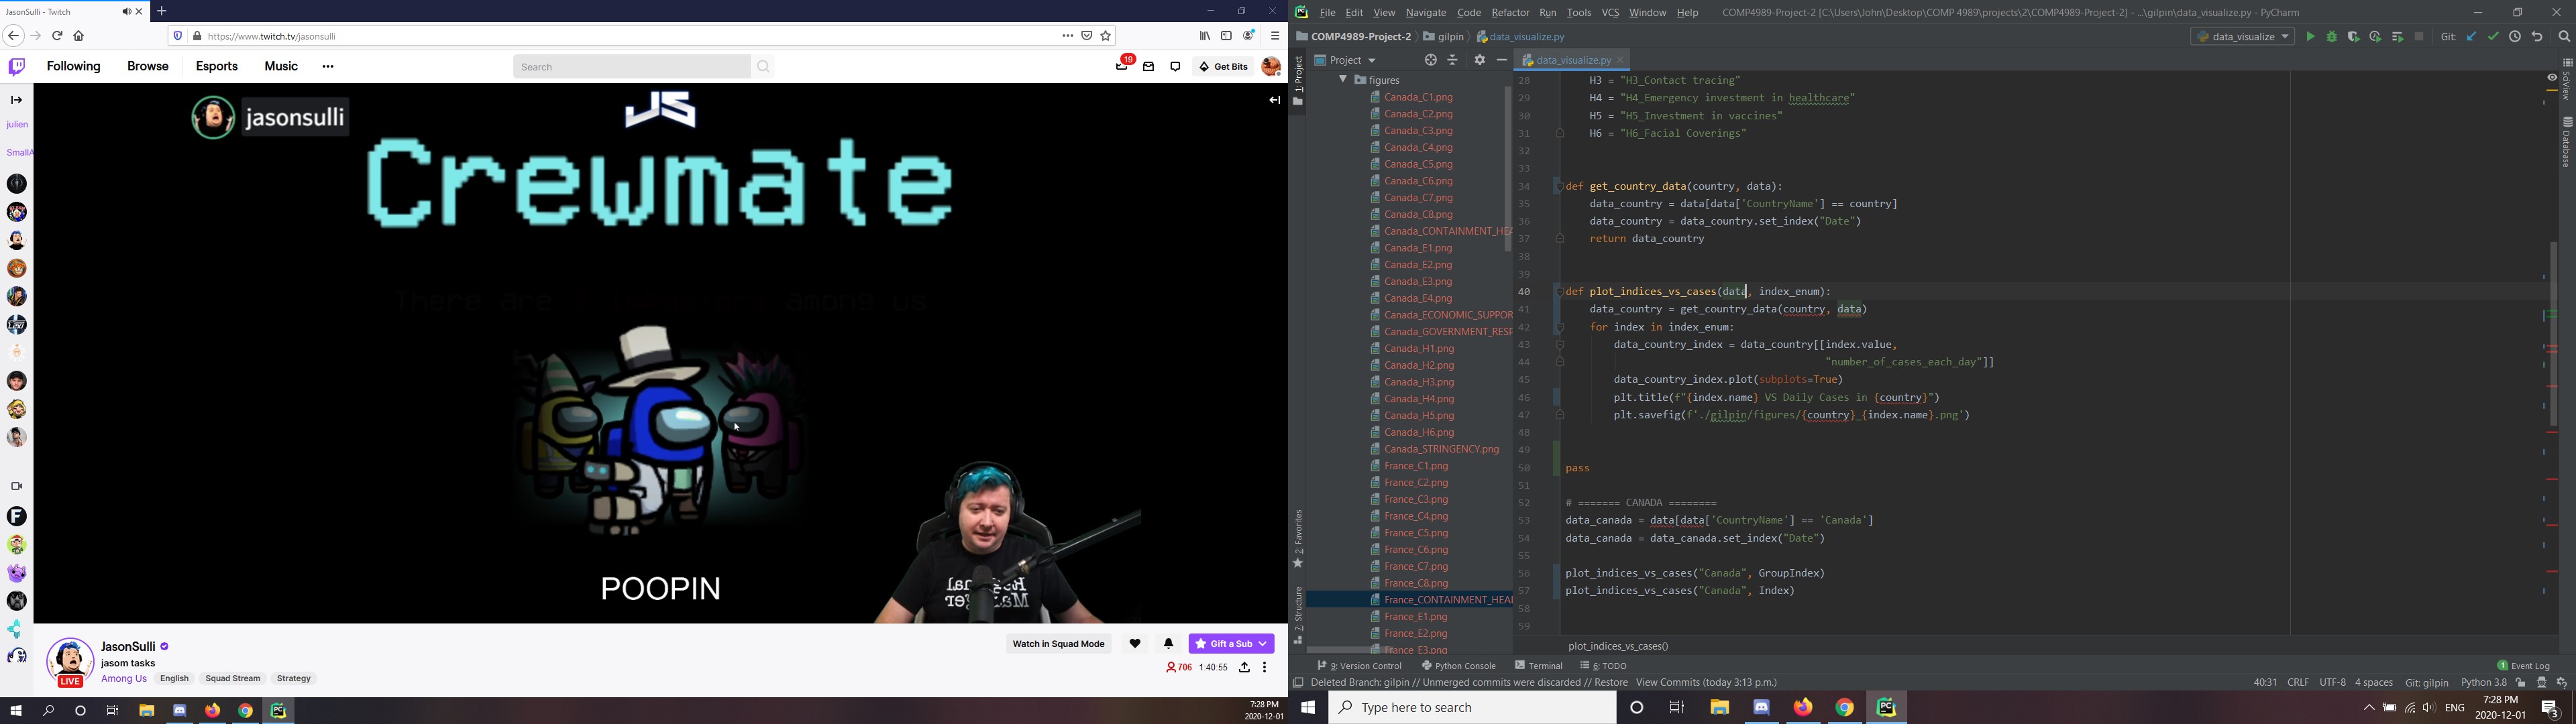 JasonSulli - Twitch
https://www.twitch.tv/jasonsulli
Following
Browse
Esports
Music
Search
19
Get Bits
julien
SmallA
jasonsulli
JS
Crewmate
There are
among us
POOPIN
JasonSulli
jasom tasks
LIVE
Among Us
English
Squad Stream
Strategy
Watch in Squad Mode
Gift a Sub
706
1:40:55
7:28 PM
2020-12-01
File Edit View Navigate Code Refactor Run Tools VCS Window Help
COMP4989-Project-2 [C:\Users\John\Desktop\COMP 4989\projects\2\COMP4989-Project-2] - ...\gilpin\data_visualize.py - PyCharm
COMP4989-Project-2
gilpin
data_visualize.py
data_visualize
Git:
1: Project
Project
data_visualize.py
SciView
Database
figures
Canada_C1.png
Canada_C2.png
Canada_C3.png
Canada_C4.png
Canada_C5.png
Canada_C6.png
Canada_C7.png
Canada_C8.png
Canada_CONTAINMENT_HEA
Canada_E1.png
Canada_E2.png
Canada_E3.png
Canada_E4.png
Canada_ECONOMIC_SUPPOR
Canada_GOVERNMENT_RESP
Canada_H1.png
Canada_H2.png
Canada_H3.png
Canada_H4.png
Canada_H5.png
Canada_H6.png
Canada_STRINGENCY.png
France_C1.png
France_C2.png
France_C3.png
France_C4.png
France_C5.png
France_C6.png
France_C7.png
France_C8.png
France_CONTAINMENT_HEAI
France_E1.png
France_E2.png
France_E3.png
2: Favorites
7: Structure
28 H3 = "H3_Contact tracing"
29 H4 = "H4_Emergency investment in healthcare"
30 H5 = "H5_Investment in vaccines"
31 H6 = "H6_Facial Coverings"
32
33
34 def get_country_data(country, data):
35 data_country = data[data['CountryName'] == country]
36 data_country = data_country.set_index("Date")
37 return data_country
38
39
40 def plot_indices_vs_cases(data, index_enum):
41 data_country = get_country_data(country, data)
42 for index in index_enum:
43 data_country_index = data_country[[index.value,
44 "number_of_cases_each_day"]]
45 data_country_index.plot(subplots=True)
46 plt.title(f"{index.name} VS Daily Cases in {country}")
47 plt.savefig(f'./gilpin/figures/{country}_{index.name}.png')
48
49
50 pass
51
52 # ======= CANADA ========
53 data_canada = data[data['CountryName'] == 'Canada']
54 data_canada = data_canada.set_index("Date")
55
56 plot_indices_vs_cases("Canada", GroupIndex)
57 plot_indices_vs_cases("Canada", Index)
58
59
plot_indices_vs_cases()
9: Version Control
Python Console
Terminal
6: TODO
1 Event Log
Deleted Branch: gilpin // Unmerged commits were discarded // Restore View Commits (today 3:13 p.m.)
40:31 CRLF UTF-8 4 spaces Git: gilpin Python 3.8
Type here to search
ENG
7:28 PM
2020-12-01
3